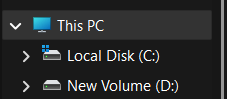 This PC
Local Disk (C:)
New Volume (D:)